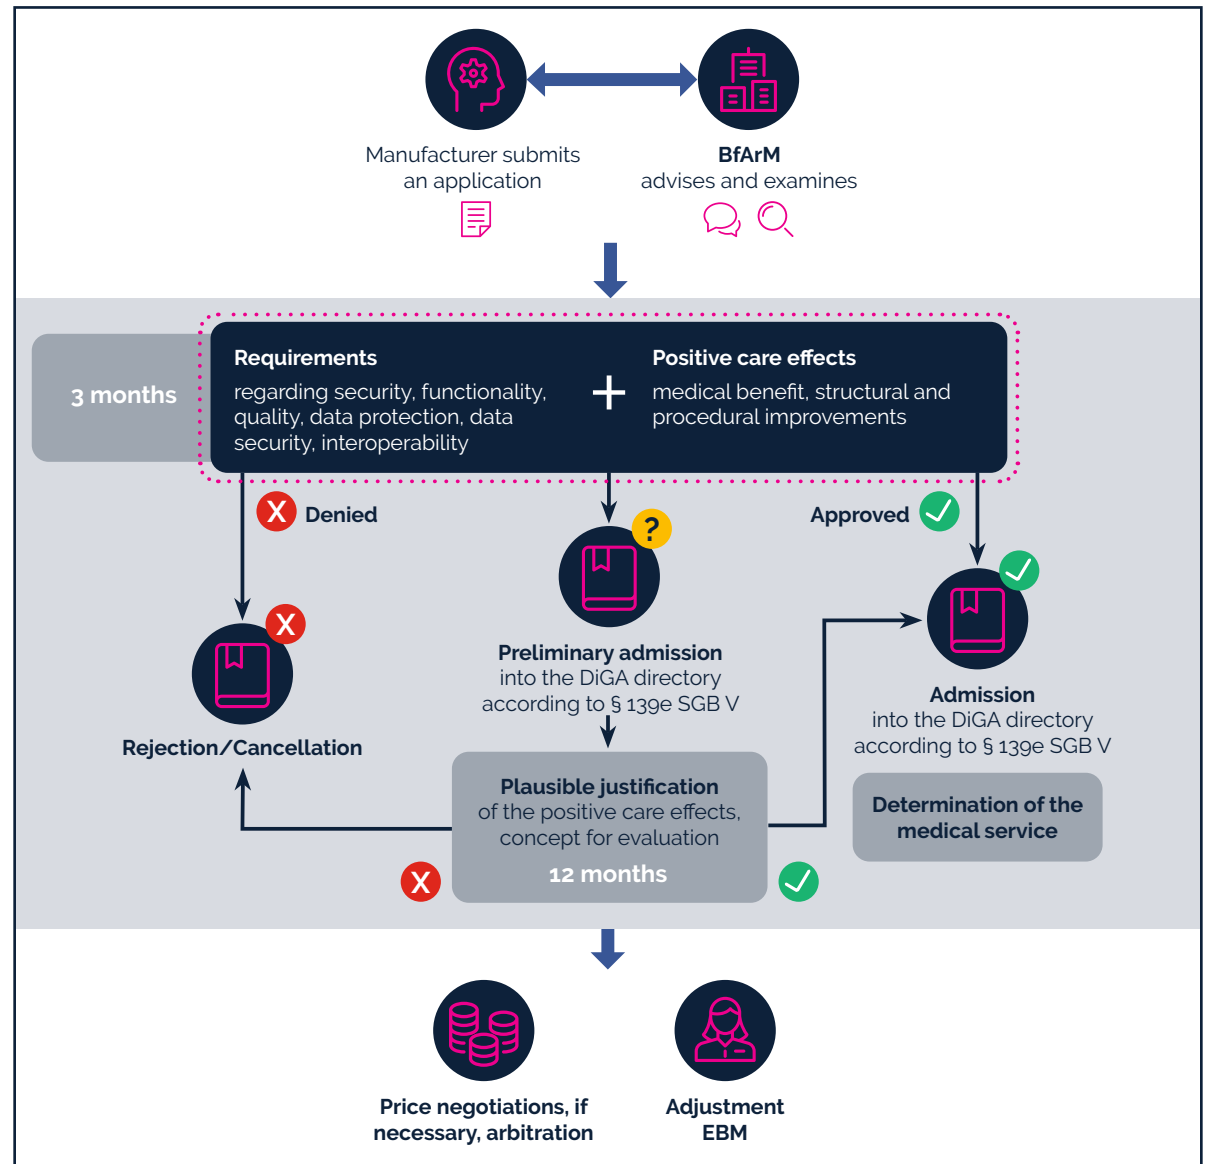 Manufacturer submits
an application
BfArM
advises and examines
3 months
Requirements
regarding security, functionality,
quality, data protection, data
security, interoperability
+
Positive care effects
medical benefit, structural and
procedural improvements
X
Denied
?
Approved
X
Rejection/Cancellation
Preliminary admission
into the DiGA directory
according to § 139e SGB V
Admission
into the DiGA directory
according to § 139e SGB V
Plausible justification
of the positive care effects,
concept for evaluation
12 months
X
Determination of the
medical service
Price negotiations, if
necessary, arbitration
Adjustment
EBM